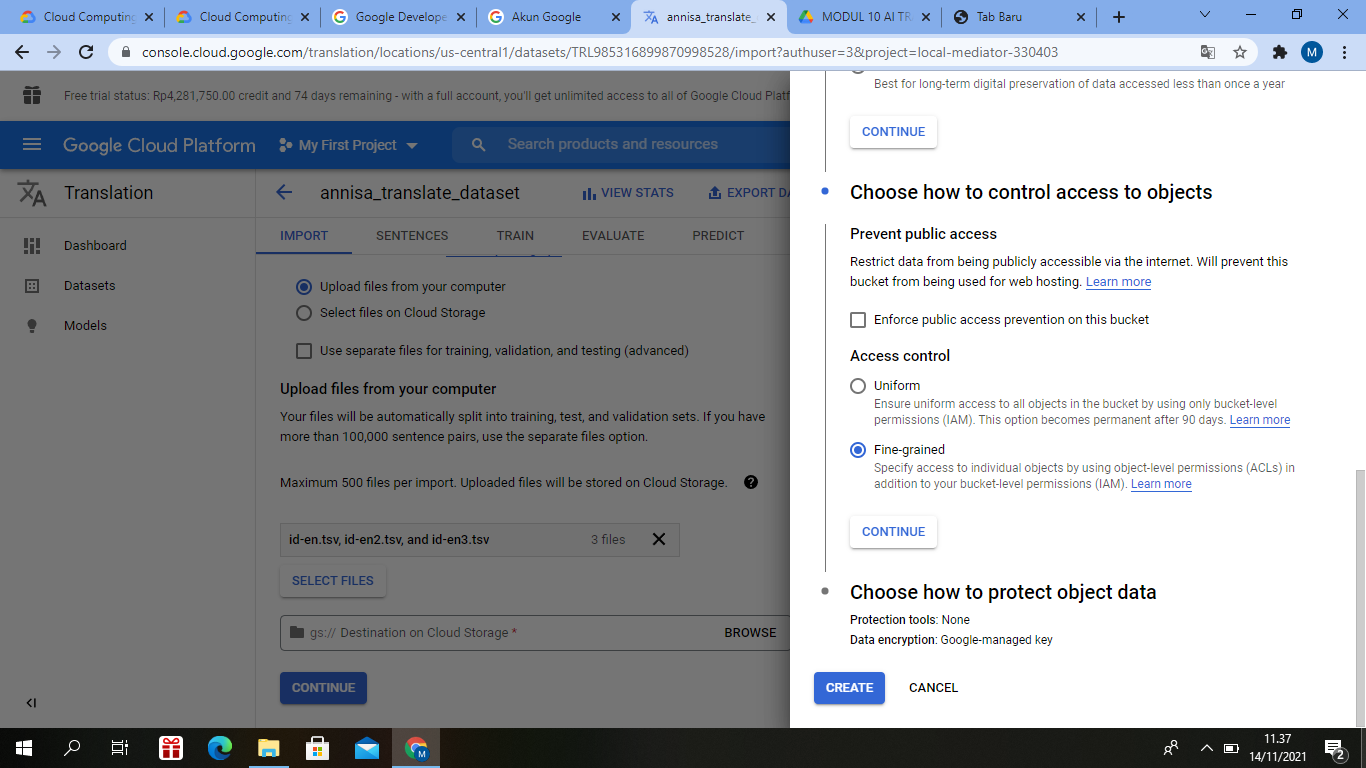 Cloud Computing
Cloud Computing
Google Develope
Akun Google
annisa_translate_
MODUL 10 AI TR
Tab Baru
console.cloud.google.com/translation/locations/us-central1/datasets/TRL985316899870998528/import?authuser=3&project=local-mediator-330403
M
Free trial status: Rp4,281,750.00 credit and 74 days remaining - with a full account, you'll get unlimited access to all of Google Cloud Platf
Google Cloud Platform
My First Project
Search products and resources
Translation
annisa_translate_dataset
VIEW STATS
EXPORT DA
Dashboard
Datasets
Models
IMPORT
SENTENCES
TRAIN
EVALUATE
PREDICT
Upload files from your computer
Select files on Cloud Storage
Use separate files for training, validation, and testing (advanced)
Upload files from your computer
Your files will be automatically split into training, test, and validation sets. If you have
more than 100,000 sentence pairs, use the separate files option.
Maximum 500 files per import. Uploaded files will be stored on Cloud Storage.
id-en.tsv, id-en2.tsv, and id-en3.tsv
3 files
SELECT FILES
gs:// Destination on Cloud Storage *
BROWSE
CONTINUE
Best for long-term digital preservation of data accessed less than once a year
CONTINUE
Choose how to control access to objects
Prevent public access
Restrict data from being publicly accessible via the internet. Will prevent this
bucket from being used for web hosting. Learn more
Enforce public access prevention on this bucket
Access control
Uniform
Ensure uniform access to all objects in the bucket by using only bucket-level
permissions (IAM). This option becomes permanent after 90 days. Learn more
Fine-grained
Specify access to individual objects by using object-level permissions (ACLs) in
addition to your bucket-level permissions (IAM). Learn more
CONTINUE
Choose how to protect object data
Protection tools: None
Data encryption: Google-managed key
CREATE
CANCEL
M
11.37
14/11/2021
2